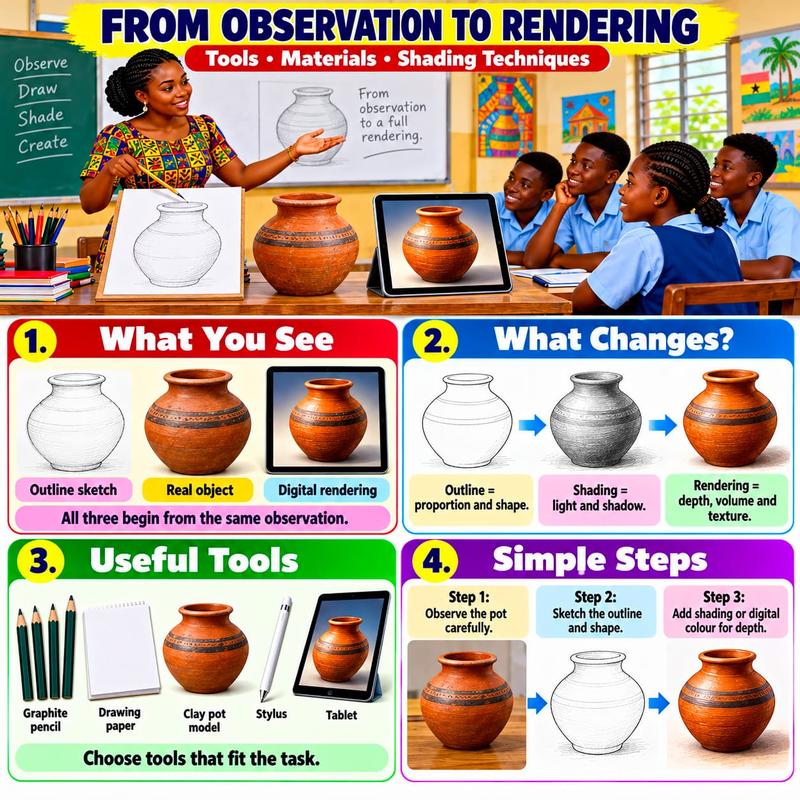 FROM OBSERVATION TO RENDERING
Tools • Materials • Shading Techniques
Observe
Draw
Shade
Create
From
observation
to a full
rendering.
1. What You See
Outline sketch
Real object
Digital rendering
All three begin from the same observation.
2. What Changes?
Outline =
proportion and shape.
Shading =
light and shadow.
Rendering =
depth, volume and
texture.
3. Useful Tools
Graphite
pencil
Drawing
paper
Clay pot
model
Stylus
Tablet
Choose tools that fit the task.
4. Simple Steps
Step 1:
Observe the pot
carefully.
Step 2:
Sketch the outline
and shape.
Step 3:
Add shading or digital
colour for depth.